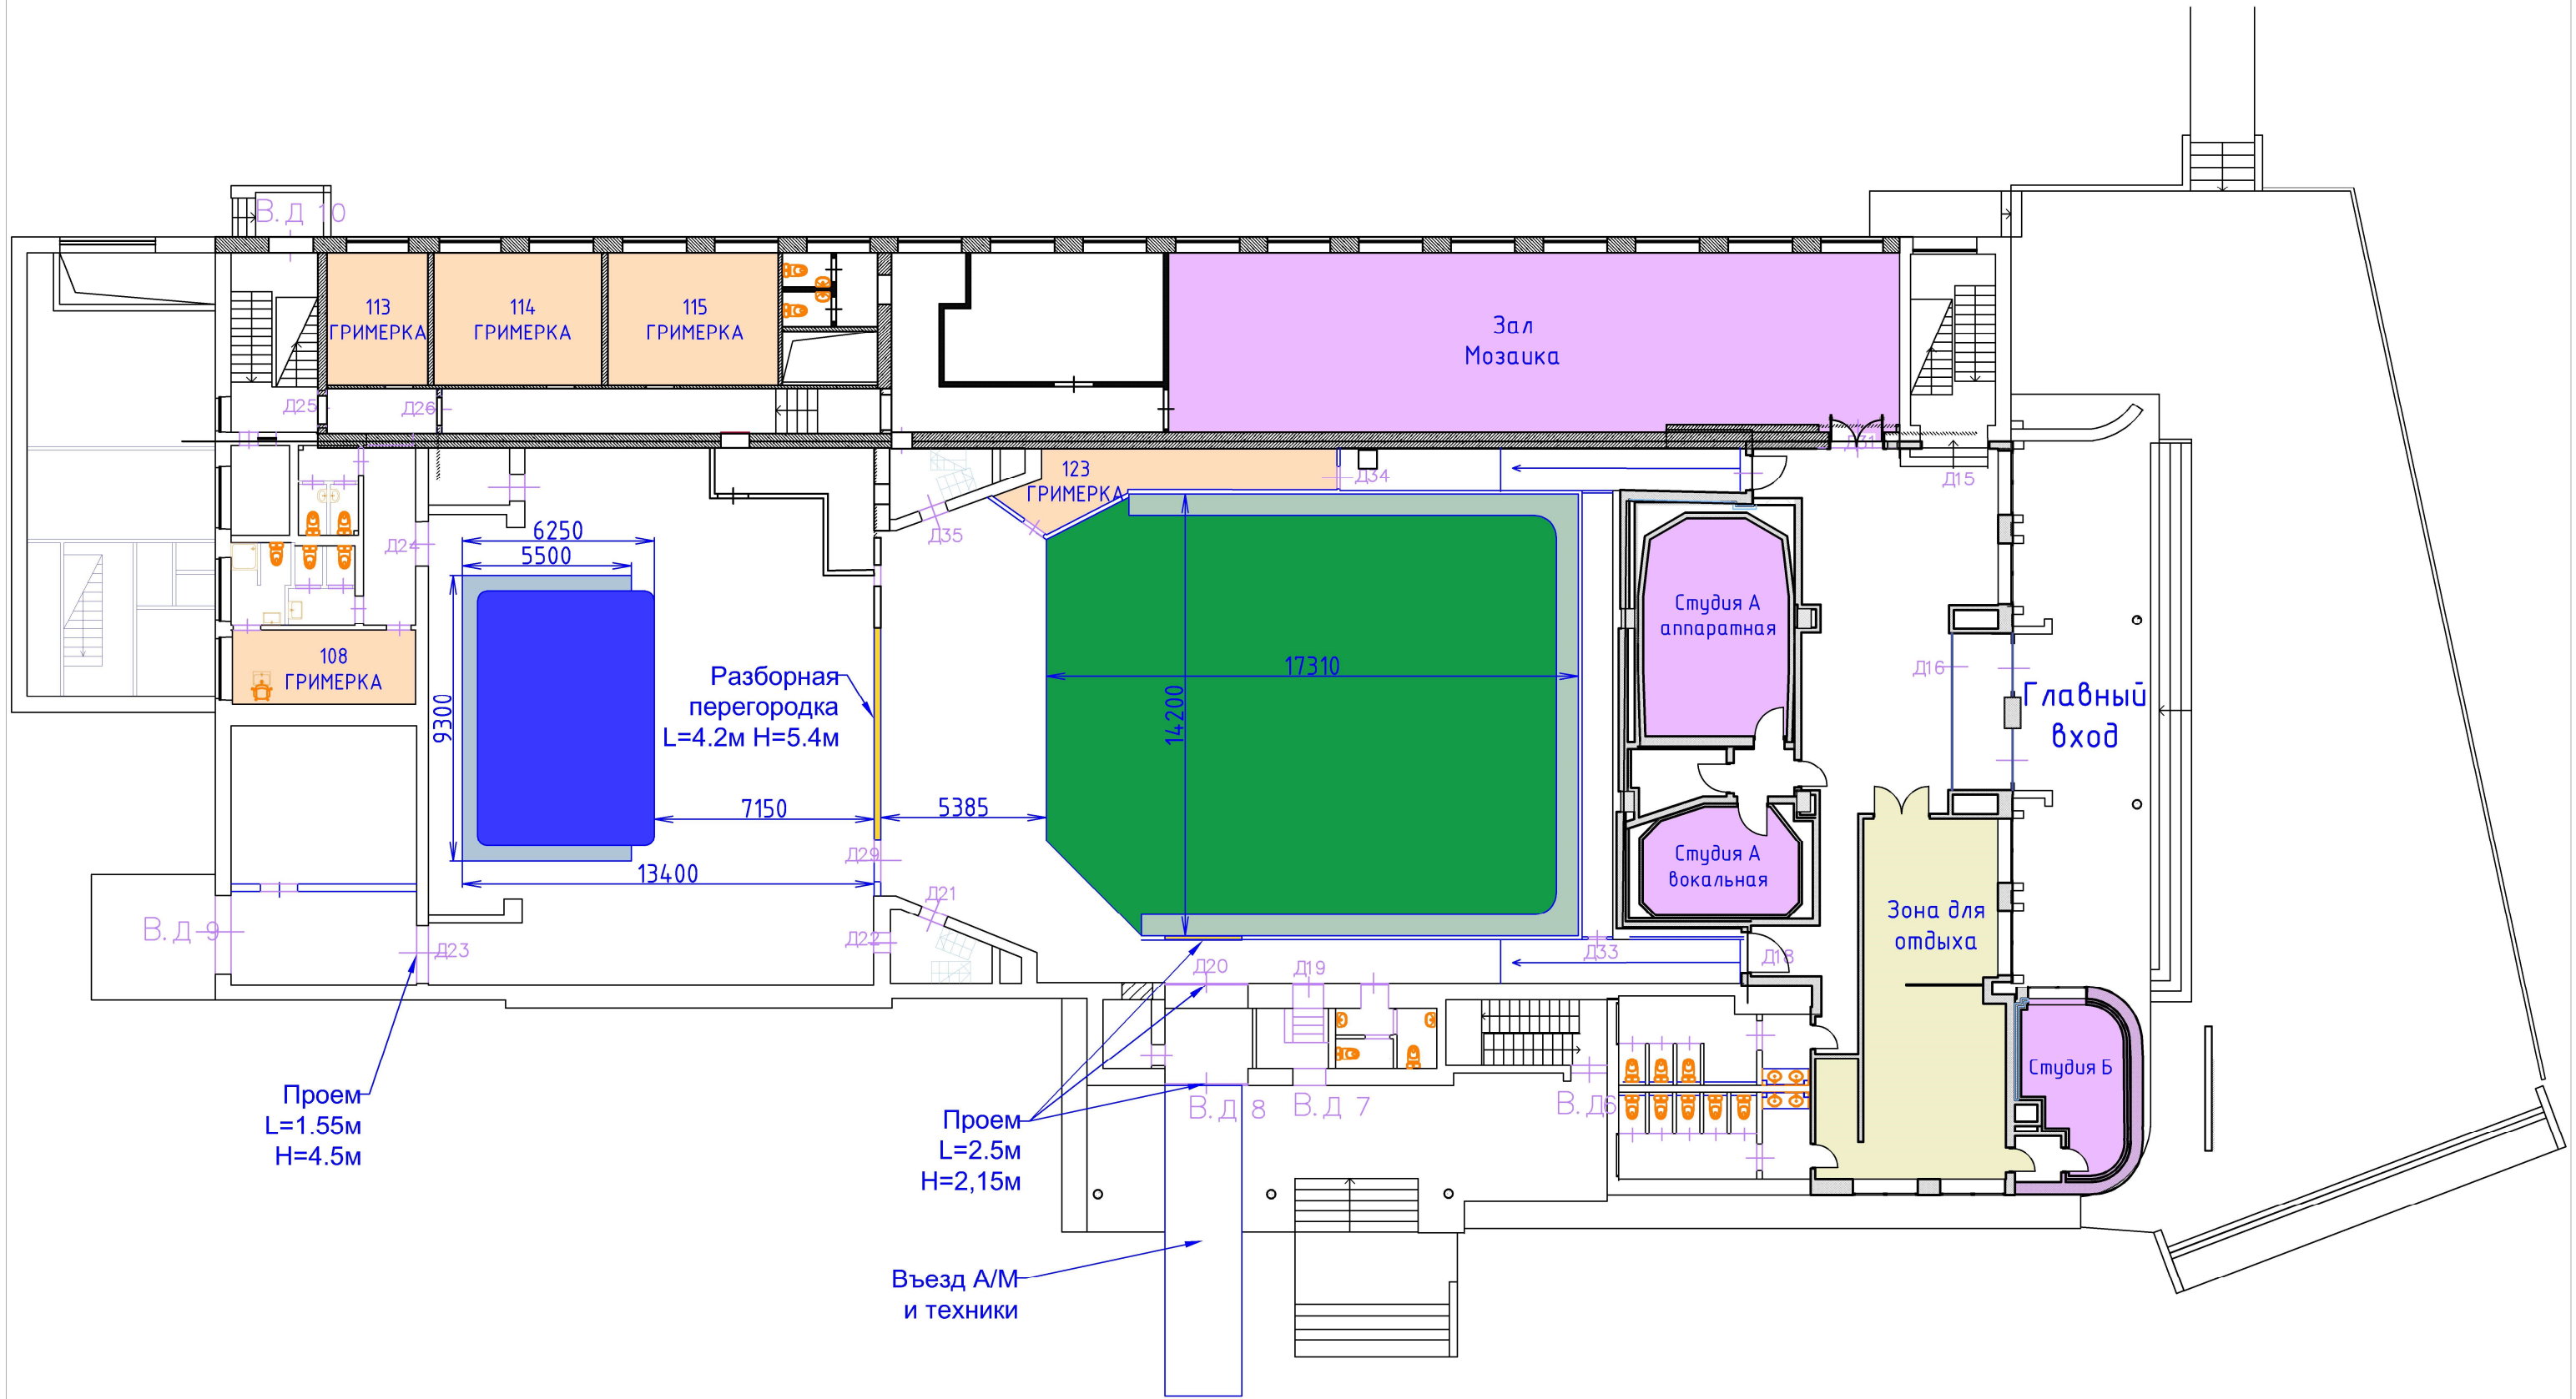 В.Д 10
113
ГРИМЕРКА
114
ГРИМЕРКА
115
ГРИМЕРКА
Зал
Мозаика
Д25
Д26
Д31
Д15
123
ГРИМЕРКА
Д34
Д35
Д24
6250
5500
9300
108
ГРИМЕРКА
Разборная
перегородка
L=4.2м H=5.4м
7150
5385
13400
17310
14200
Студия А
аппаратная
Д16
Главный
вход
Студия А
вокальная
Зона для
отдыха
Д29
Д21
Д22
В.Д 9
Д23
Д20
Д19
Д33
Д18
Студия Б
Проем
L=1.55м
H=4.5м
Проем
L=2.5м
H=2,15м
В.Д 8
В.Д 7
В.Д6
Въезд А/М
и техники